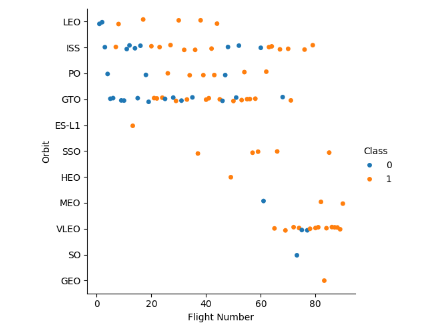 LEO
ISS
PO
GTO
ES-L1
SSO
HEO
MEO
VLEO
SO
GEO
Orbit
0
20
40
60
80
Flight Number
Class
0
1